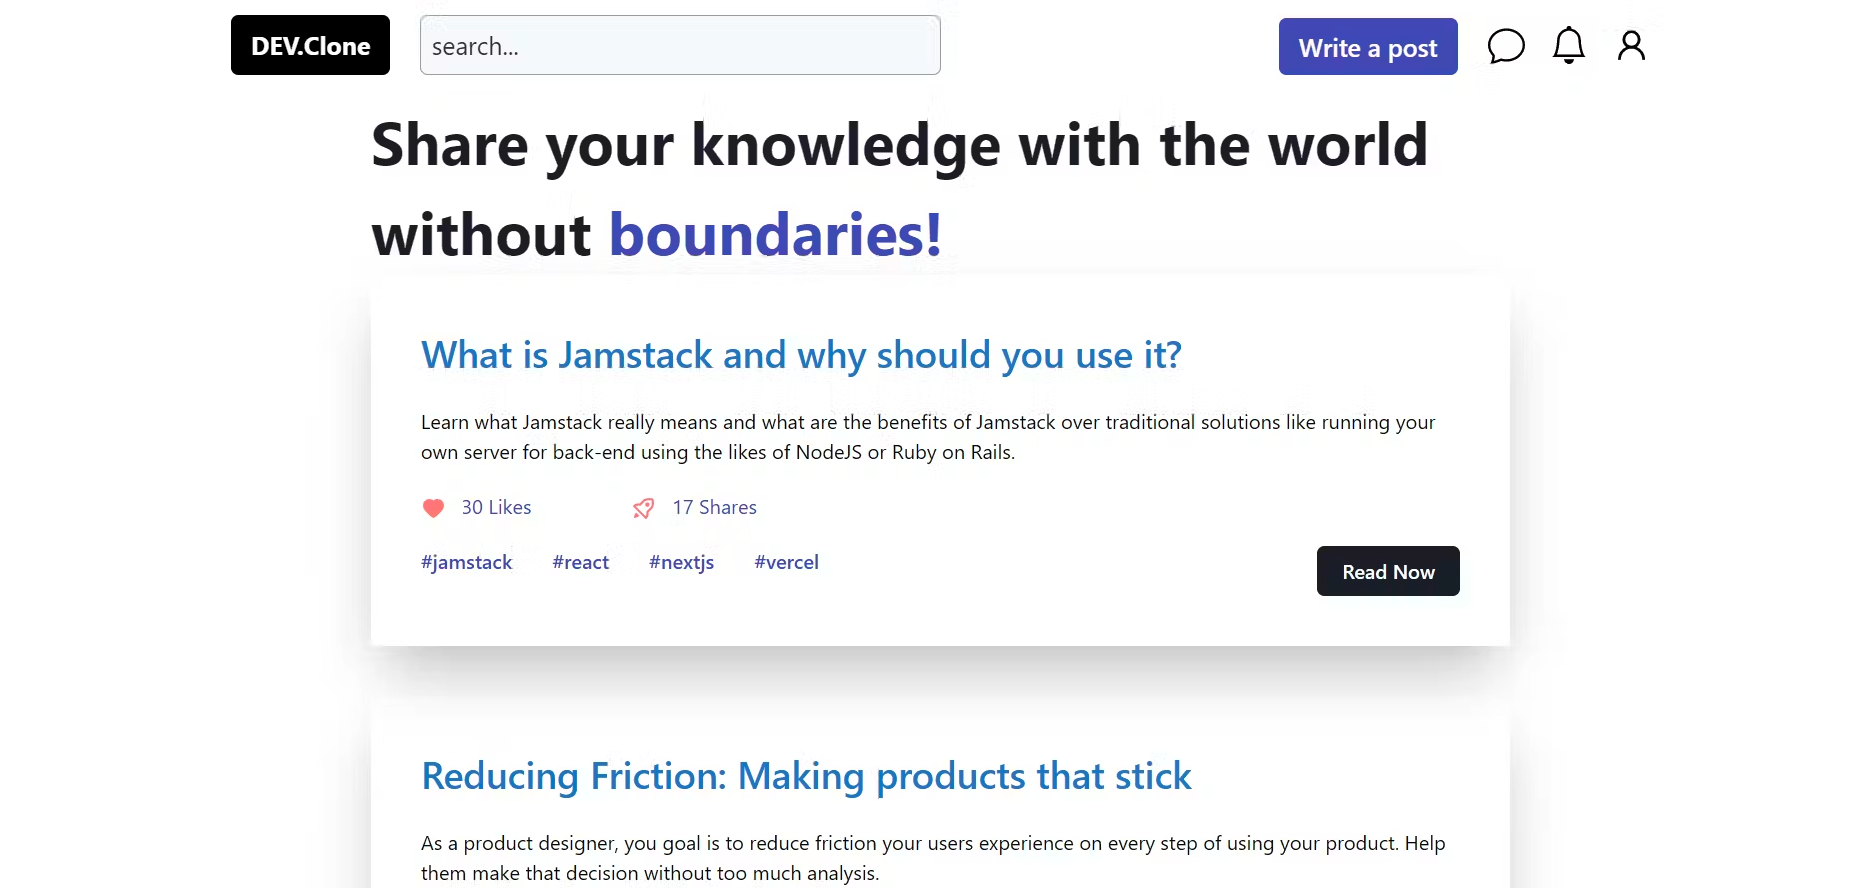 DEV.Clone
search...
Write a post
Share your knowledge with the world
without boundaries!
What is Jamstack and why should you use it?
Learn what Jamstack really means and what are the benefits of Jamstack over traditional solutions like running your
own server for back-end using the likes of NodeJS or Ruby on Rails.
30 Likes 17 Shares
#jamstack #react #nextjs #vercel
Read Now
Reducing Friction: Making products that stick
As a product designer, you goal is to reduce friction your users experience on every step of using your product. Help
them make that decision without too much analysis.